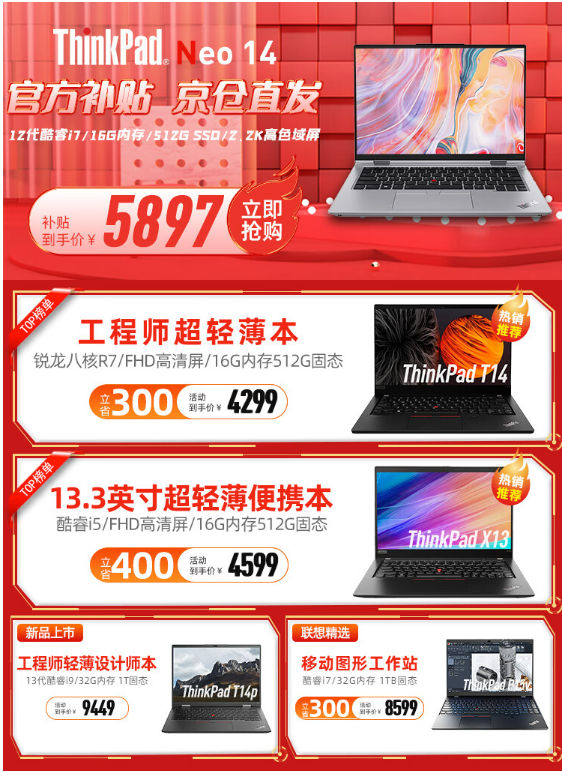 ThinkPad® Neo 14
官方补贴 京仓直发
12代酷睿i7/16G内存/512G SSD/2.2K高色域屏
补贴
到手价¥
5897
立即
抢购
TOP榜单
热销
推荐
工程师超轻薄本
锐龙八核R7/FHD高清屏/16G内存512G固态
立省300
活动
到手价¥
4299
ThinkPad T14
TOP榜单
热销
推荐
13.3英寸超轻薄便携本
酷睿i5/FHD高清屏/16G内存512G固态
立省400
活动
到手价¥
4599
ThinkPad X13
新品上市
工程师轻薄设计师本
13代酷睿i9/32G内存 1T固态
活动
到手价¥
9449
ThinkPad T14p
联想精选
移动图形工作站
酷睿i7/32G内存 1TB固态
立省300
活动
到手价¥
8599
ThinkPad P15v